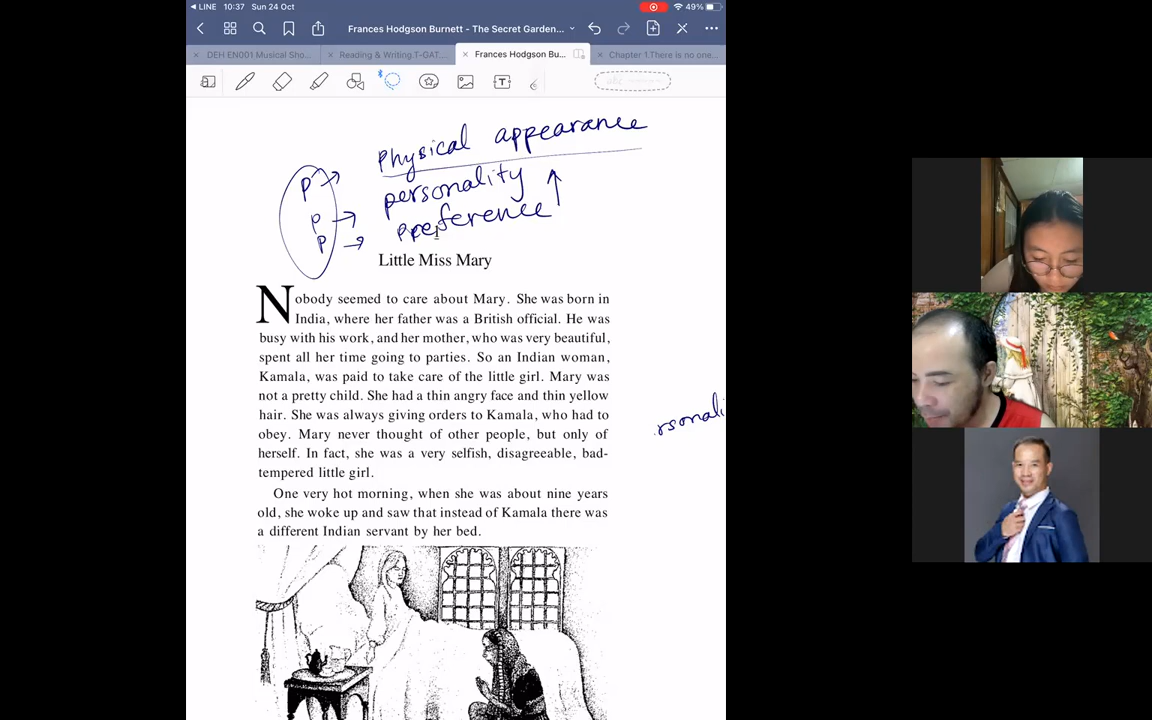 LINE 10:37 Sun 24 Oct 49%
Frances Hodgson Burnett - The Secret Garden...
DEH EN001 Musical Sho...
Reading & Writing.T-GAT...
Frances Hodgson Bu...
Chapter 1.There is no one...
physical appearance
p → personality
p → preference
p →
Little Miss Mary
Nobody seemed to care about Mary. She was born in
India, where her father was a British official. He was
busy with his work, and her mother, who was very beautiful,
spent all her time going to parties. So an Indian woman,
Kamala, was paid to take care of the little girl. Mary was
not a pretty child. She had a thin angry face and thin yellow
hair. She was always giving orders to Kamala, who had to
obey. Mary never thought of other people, but only of
herself. In fact, she was a very selfish, disagreeable, bad-
tempered little girl.
One very hot morning, when she was about nine years
old, she woke up and saw that instead of Kamala there was
a different Indian servant by her bed.
rsonali